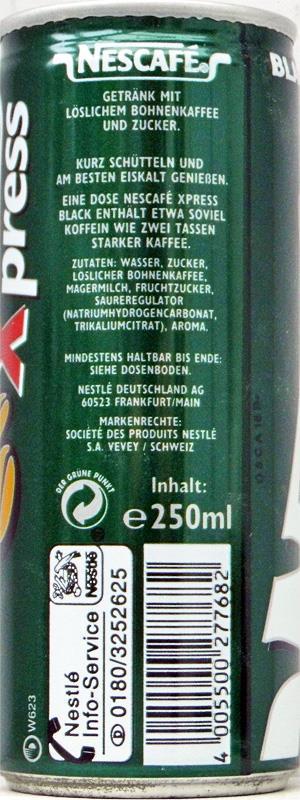 NESCAFÉ®
GETRÄNK MIT
LÖSLICHEM BOHNENKAFFEE
UND ZUCKER.
KURZ SCHÜTTELN UND
AM BESTEN EISKALT GENIEßEN.
EINE DOSE NESCAFÉ XPRESS
BLACK ENTHÄLT ETWA SOVIEL
KOFFEIN WIE ZWEI TASSEN
STARKER KAFFEE.
ZUTATEN: WASSER, ZUCKER,
LÖSLICHER BOHNENKAFFEE,
MAGERMILCH, FRUCHTZUCKER,
SÄUREREGULATOR
(NATRIUMHYDROGENCARBONAT,
TRIKALIUMCITRAT), AROMA.
MINDESTENS HALTBAR BIS ENDE:
SIEHE DOSENBODEN.
NESTLÉ DEUTSCHLAND AG
60523 FRANKFURT/MAIN
MARKENRECHTE:
SOCIÉTÉ DES PRODUITS NESTLÉ
S.A. VEVEY / SCHWEIZ
DER GRÜNE PUNKT
Inhalt:
e250ml
Nestlé
Nestlé
Info-Service
D 0180/3252625
4 005500 277682
W623
Xpress
BLA